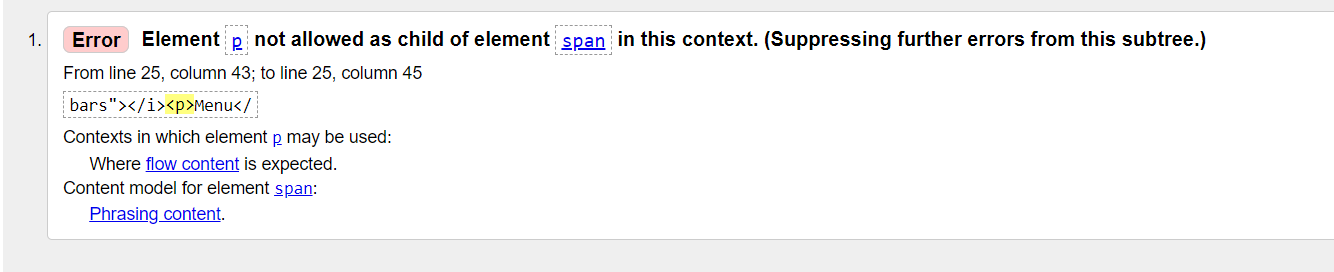 1. Error Element p not allowed as child of element span in this context. (Suppressing further errors from this subtree.)
From line 25, column 43; to line 25, column 45
bars"></i><p>Menu</
Contexts in which element p may be used:
Where flow content is expected.
Content model for element span:
Phrasing content.